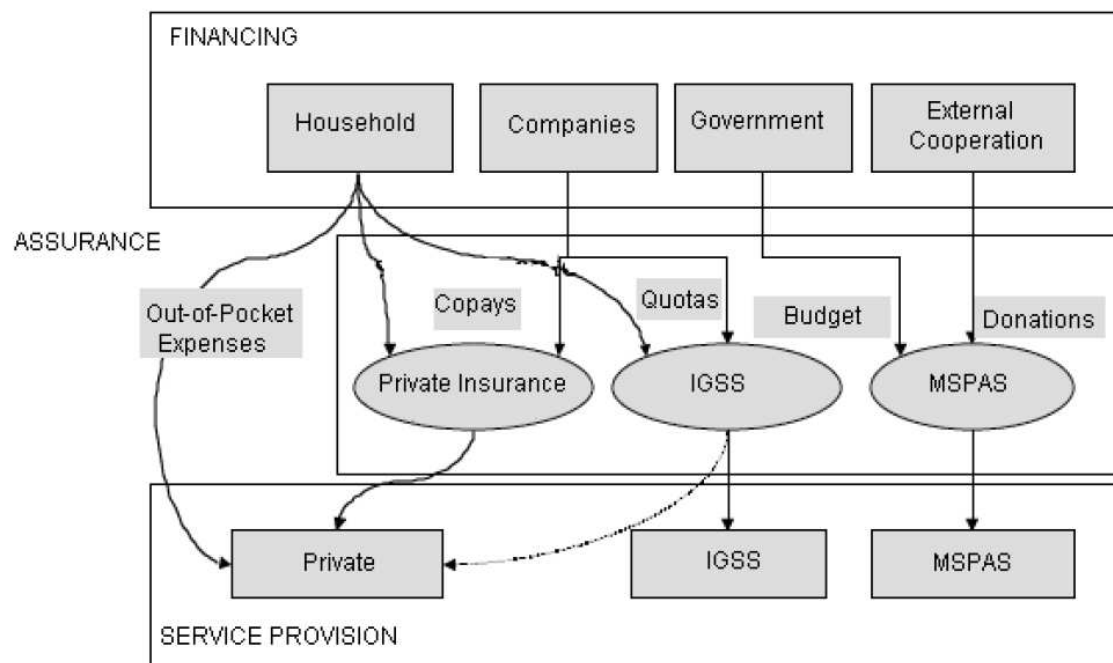 FINANCING
Household
Companies
Government
External
Cooperation
ASSURANCE
Out-of-Pocket
Expenses
Copays
Quotas
Budget
Donations
Private Insurance
IGSS
MSPAS
Private
IGSS
MSPAS
SERVICE PROVISION